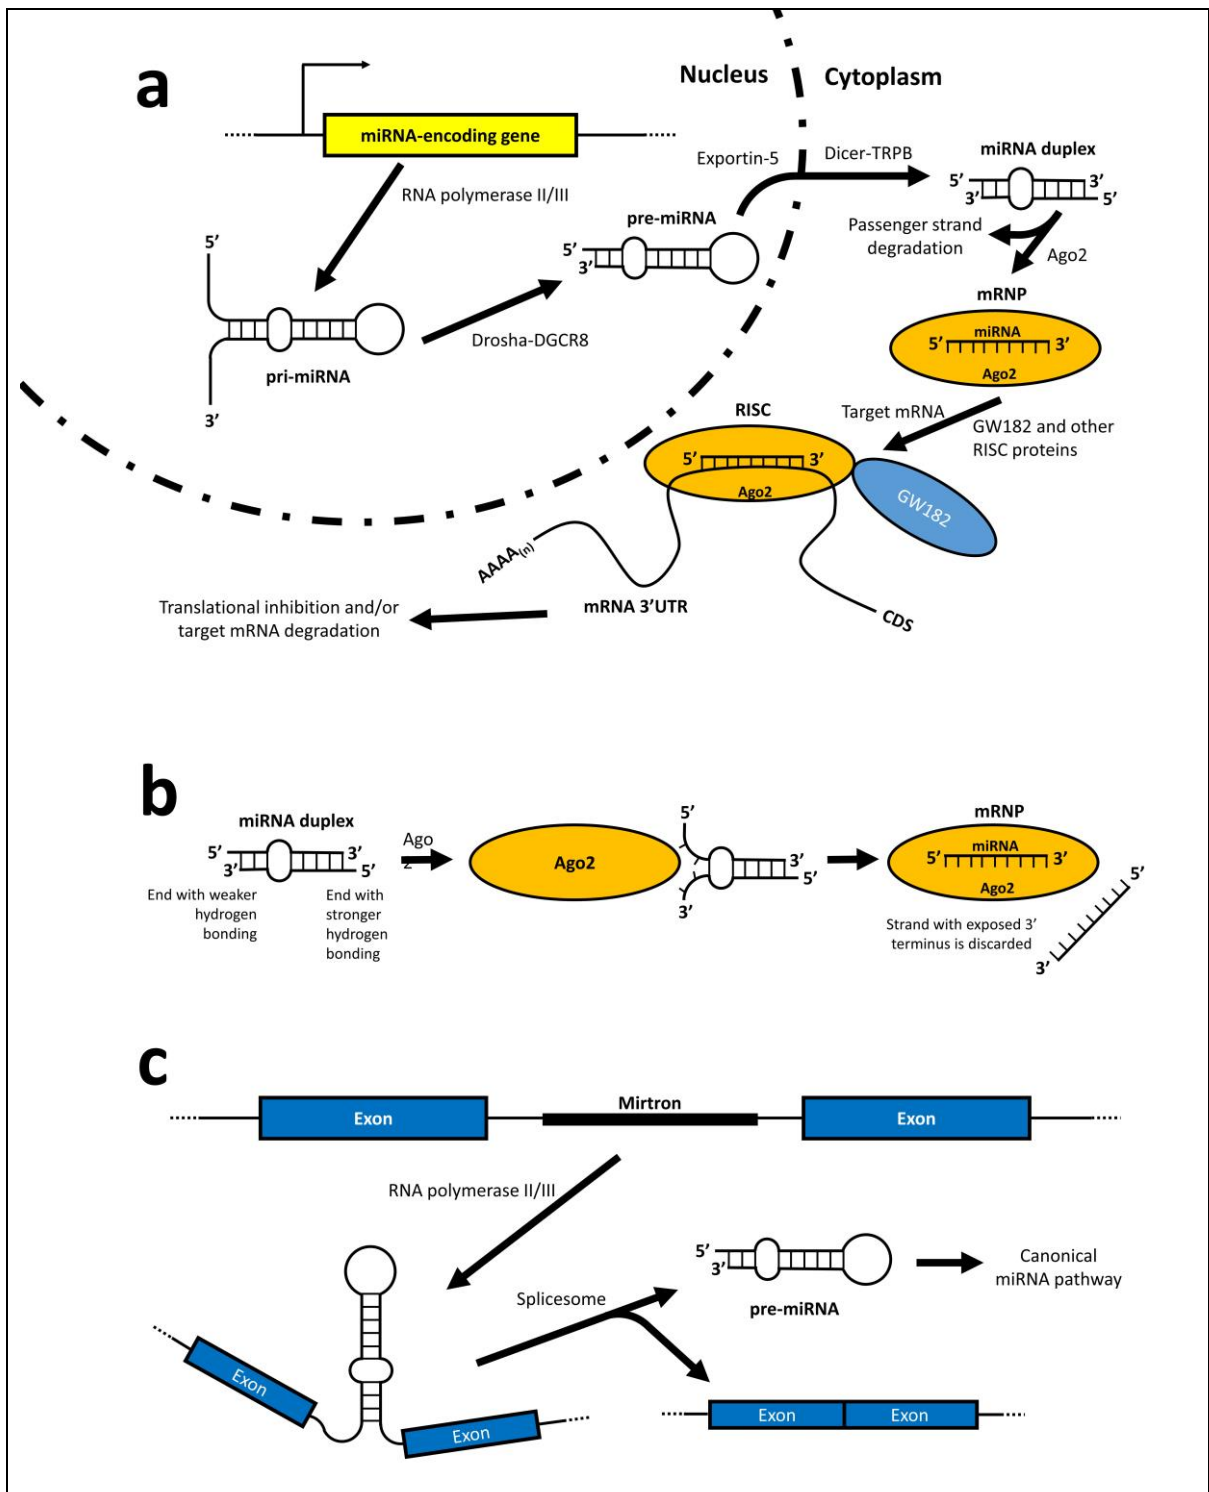 a
Nucleus
Cytoplasm
miRNA-encoding gene
RNA polymerase II/III
5’
3’
pri-miRNA
Drosha-DGCR8
pre-miRNA
5’
3’
Exportin-5
Dicer-TRPB
miRNA duplex
5’
3’
3’
5’
Passenger strand
degradation
Ago2
mRNP
miRNA
5’
3’
Ago2
Target mRNA
GW182 and other
RISC proteins
RISC
5’
3’
Ago2
GW182
AAAA(n)
mRNA 3’UTR
CDS
Translational inhibition and/or
target mRNA degradation
b
miRNA duplex
5’
3’
3’
5’
End with weaker
hydrogen
bonding
End with
stronger
hydrogen
bonding
Ago
2
Ago2
5’
3’
3’
5’
mRNP
miRNA
5’
3’
Ago2
Strand with exposed 3’
terminus is discarded
5’
3’
c
Exon
Mirtron
Exon
RNA polymerase II/III
Exon
Exon
Splicesome
5’
3’
pre-miRNA
Canonical
miRNA pathway
Exon
Exon